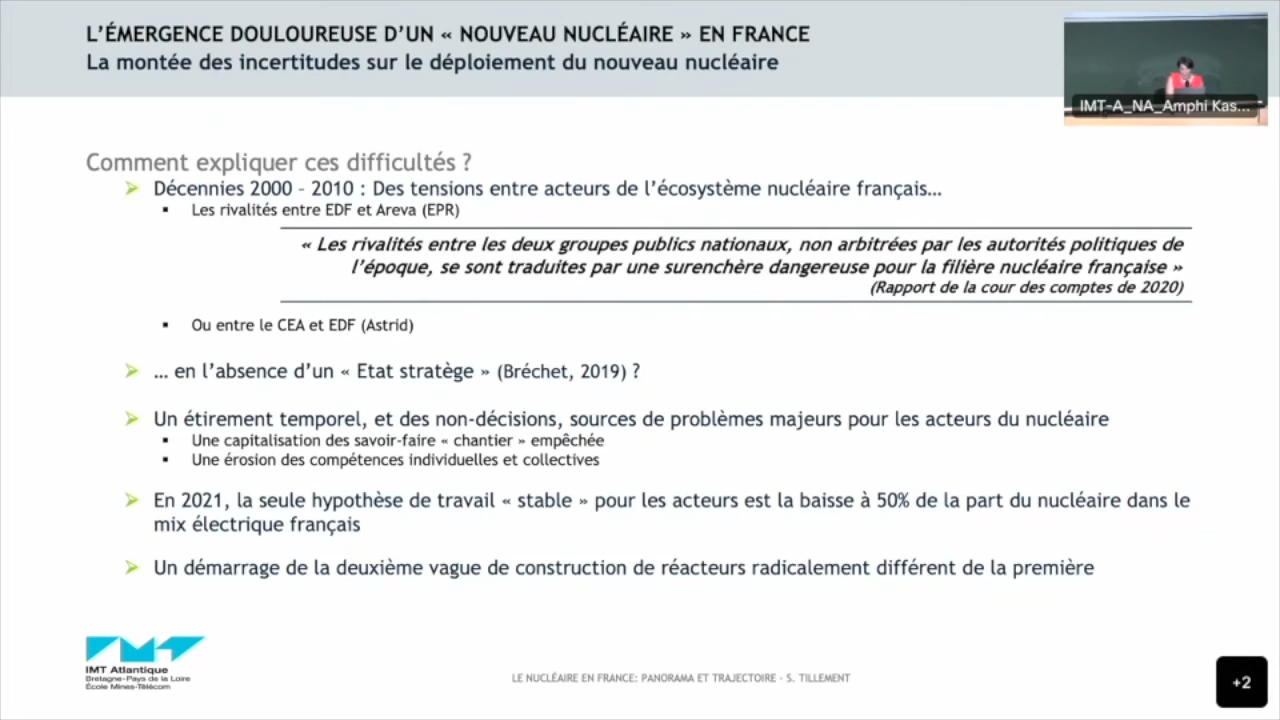 L'ÉMERGENCE DOULOUREUSE D'UN « NOUVEAU NUCLÉAIRE » EN FRANCE
La montée des incertitudes sur le déploiement du nouveau nucléaire
IMT-A_NA_Amphi Kas...
Comment expliquer ces difficultés ?
Décennies 2000 – 2010 : Des tensions entre acteurs de l'écosystème nucléaire français…
Les rivalités entre EDF et Areva (EPR)
« Les rivalités entre les deux groupes publics nationaux, non arbitrées par les autorités politiques de
l'époque, se sont traduites par une surenchère dangereuse pour la filière nucléaire française »
(Rapport de la cour des comptes de 2020)
Ou entre le CEA et EDF (Astrid)
… en l'absence d'un « Etat stratège » (Bréchet, 2019) ?
Un étirement temporel, et des non-décisions, sources de problèmes majeurs pour les acteurs du nucléaire
Une capitalisation des savoir-faire « chantier » empêchée
Une érosion des compétences individuelles et collectives
En 2021, la seule hypothèse de travail « stable » pour les acteurs est la baisse à 50% de la part du nucléaire dans le
mix électrique français
Un démarrage de la deuxième vague de construction de réacteurs radicalement différent de la première
IMT Atlantique
Bretagne-Pays de la Loire
École Mines-Télécom
LE NUCLÉAIRE EN FRANCE: PANORAMA ET TRAJECTOIRE - S. TILLEMENT
+2